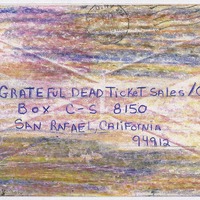 GRATEFUL DEAD TICKET SALES/
BOX C-S 8150
SAN RAFAEL, CALIFORNIA
94912